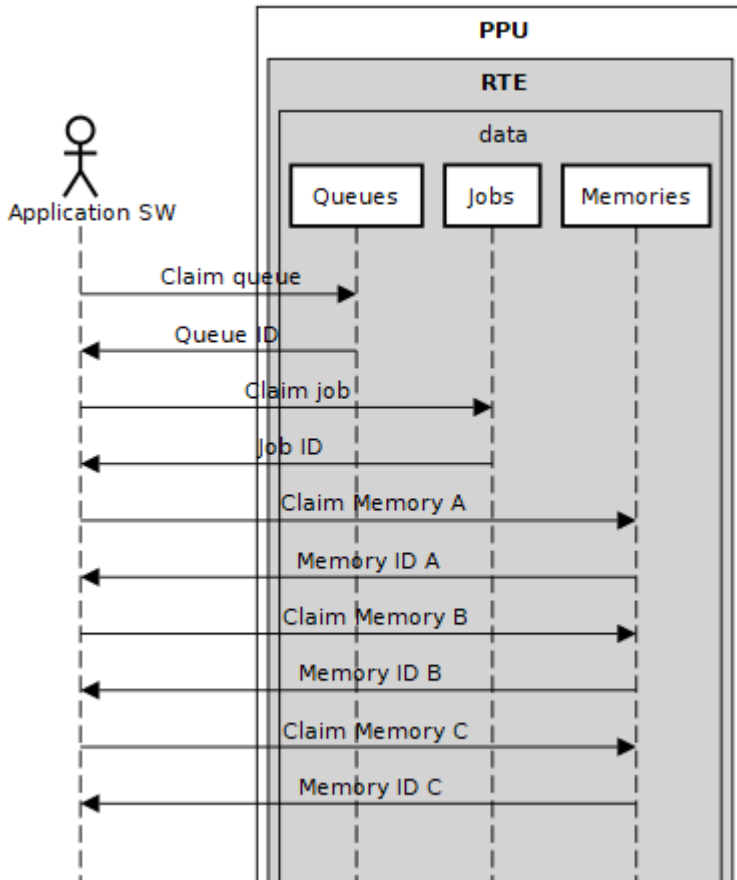 PPU
RTE
data
Application SW
Queues
Jobs
Memories
Claim queue
Queue ID
Claim job
Job ID
Claim Memory A
Memory ID A
Claim Memory B
Memory ID B
Claim Memory C
Memory ID C